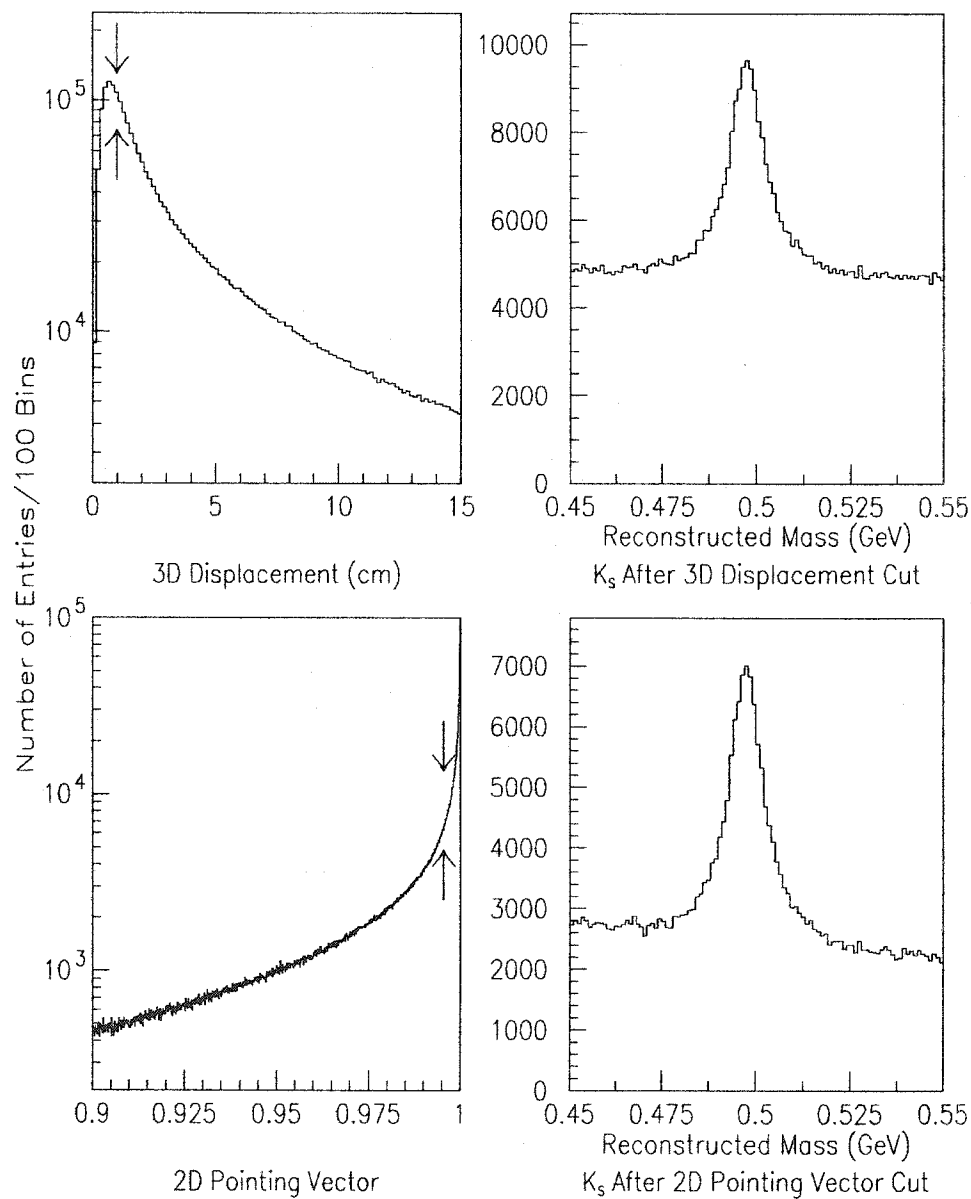 Number of Entries/100 Bins
10^5
10^4
0 5 10 15
3D Displacement (cm)
10000
8000
6000
4000
2000
0
0.45 0.475 0.5 0.525 0.55
Reconstructed Mass (GeV)
K_s After 3D Displacement Cut
10^5
10^4
10^3
0.9 0.925 0.95 0.975 1
2D Pointing Vector
7000
6000
5000
4000
3000
2000
1000
0
0.45 0.475 0.5 0.525 0.55
Reconstructed Mass (GeV)
K_s After 2D Pointing Vector Cut